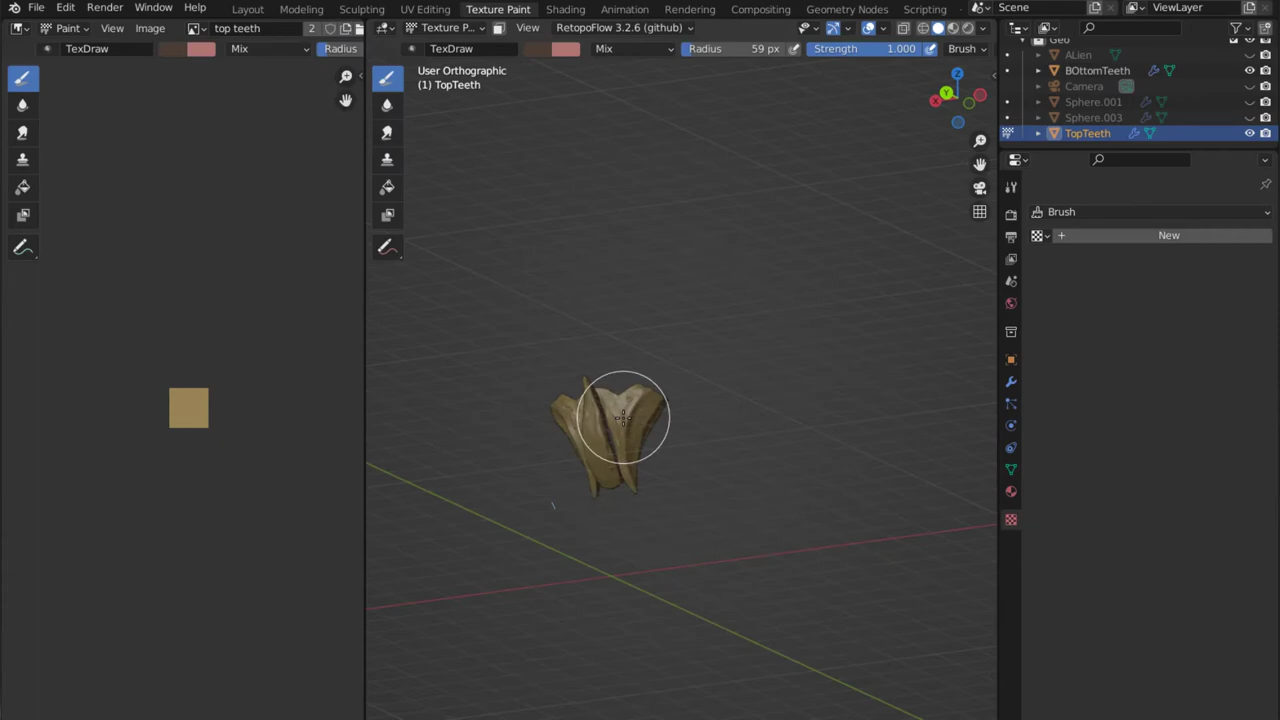 File Edit Render Window Help Layout Modeling Sculpting UV Editing Texture Paint Shading Animation Rendering Compositing Geometry Nodes Scripting Scene ViewLayer
Paint View Image top teeth 2 Texture P... View RetopoFlow 3.2.6 (github)
TexDraw Mix Radius TexDraw Mix Radius 59 px Strength 1.000 Brush
User Orthographic
(1) TopTeeth
Z
Y
X
Geo
ALien
BOttomTeeth
Camera
Sphere.001
Sphere.003
TopTeeth
Brush
New